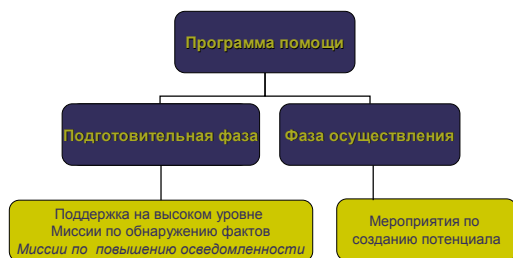 Программа помощи
Подготовительная фаза
Фаза осуществления
Поддержка на высоком уровне
Миссии по обнаружению фактов
Миссии по повышению осведомленности
Мероприятия по
созданию потенциала